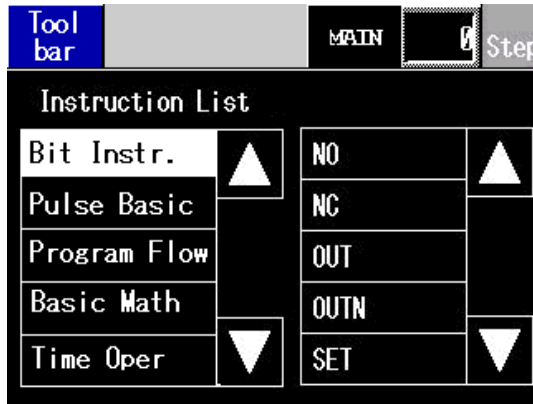 Tool
bar
MAIN
0
Step
Instruction List
Bit Instr.
Pulse Basic
Program Flow
Basic Math
Time Oper
NO
NC
OUT
OUTN
SET